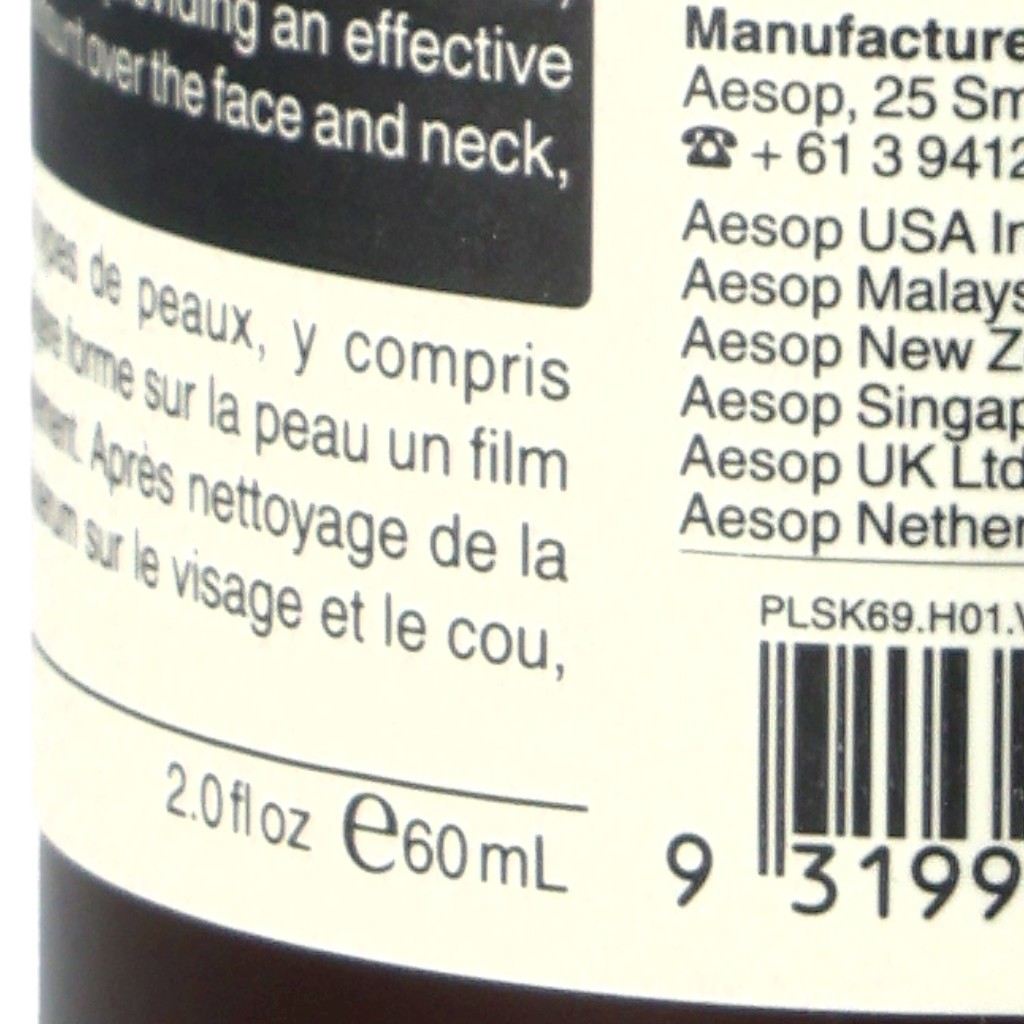 an effective
over the face and neck,
de peaux, y compris
forme sur la peau un film
Après nettoyage de la
sur le visage et le cou,
2.0 fl oz ℮60 mL
Manufacture
Aesop, 25 Sm
☎ + 61 3 9412
Aesop USA In
Aesop Malays
Aesop New Z
Aesop Singap
Aesop UK Ltd
Aesop Nether
PLSK69.H01.V
9 3199